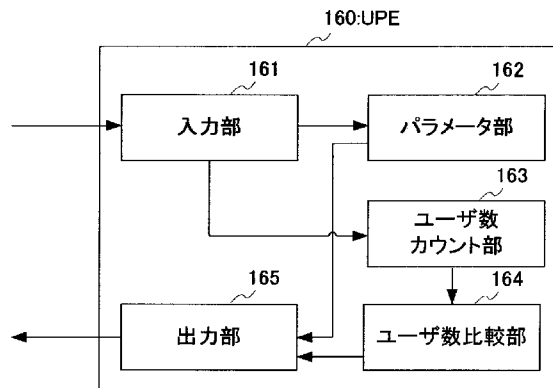 160:UPE
161
入力部
162
パラメータ部
163
ユーザ数
カウント部
165
出力部
164
ユーザ数比較部